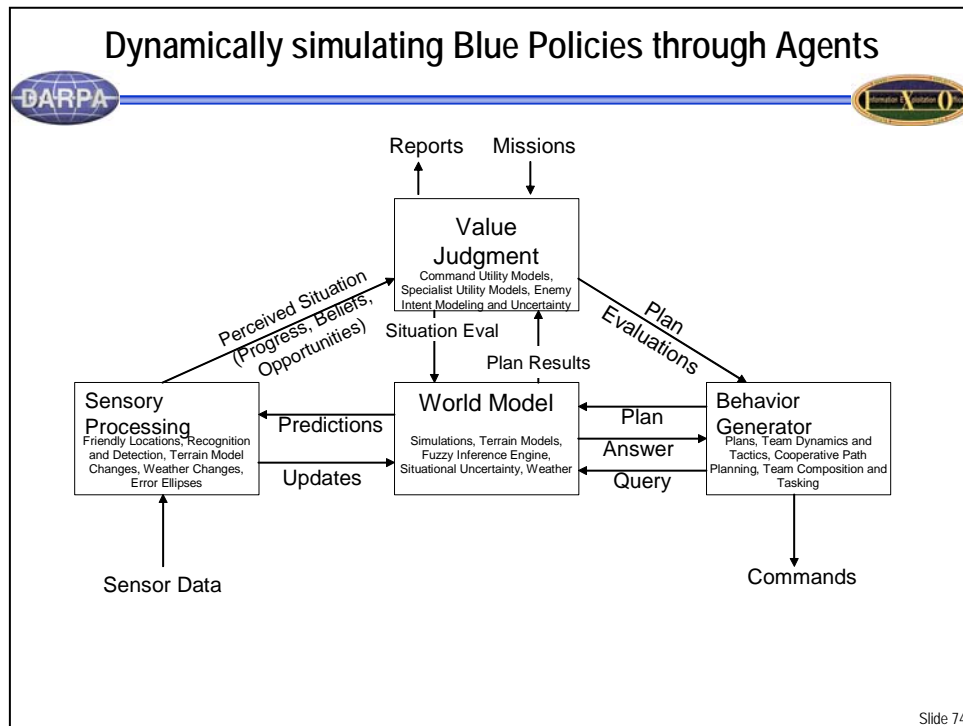 Dynamically simulating Blue Policies through Agents
DARPA
Information Exploitation Office
Reports
Missions
Value
Judgment
Command Utility Models,
Specialist Utility Models, Enemy
Intent Modeling and Uncertainty
Perceived Situation
(Progress, Beliefs,
Opportunities)
Situation Eval
Plan Results
Plan
Evaluations
Sensory
Processing
Friendly Locations, Recognition
and Detection, Terrain Model
Changes, Weather Changes,
Error Ellipses
Predictions
Updates
World Model
Simulations, Terrain Models,
Fuzzy Inference Engine,
Situational Uncertainty, Weather
Plan
Answer
Query
Behavior
Generator
Plans, Team Dynamics and
Tactics, Cooperative Path
Planning, Team Composition and
Tasking
Sensor Data
Commands
Slide 74